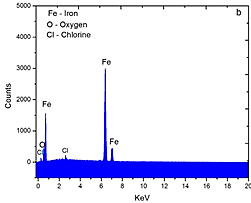 Fe - Iron
O - Oxygen
Cl - Chlorine
b
5000
4000
3000
2000
1000
0
Counts
Fe
Fe
Fe
O
Cl
Cl
0 2 4 6 8 10 12 14 16 18 20
KeV